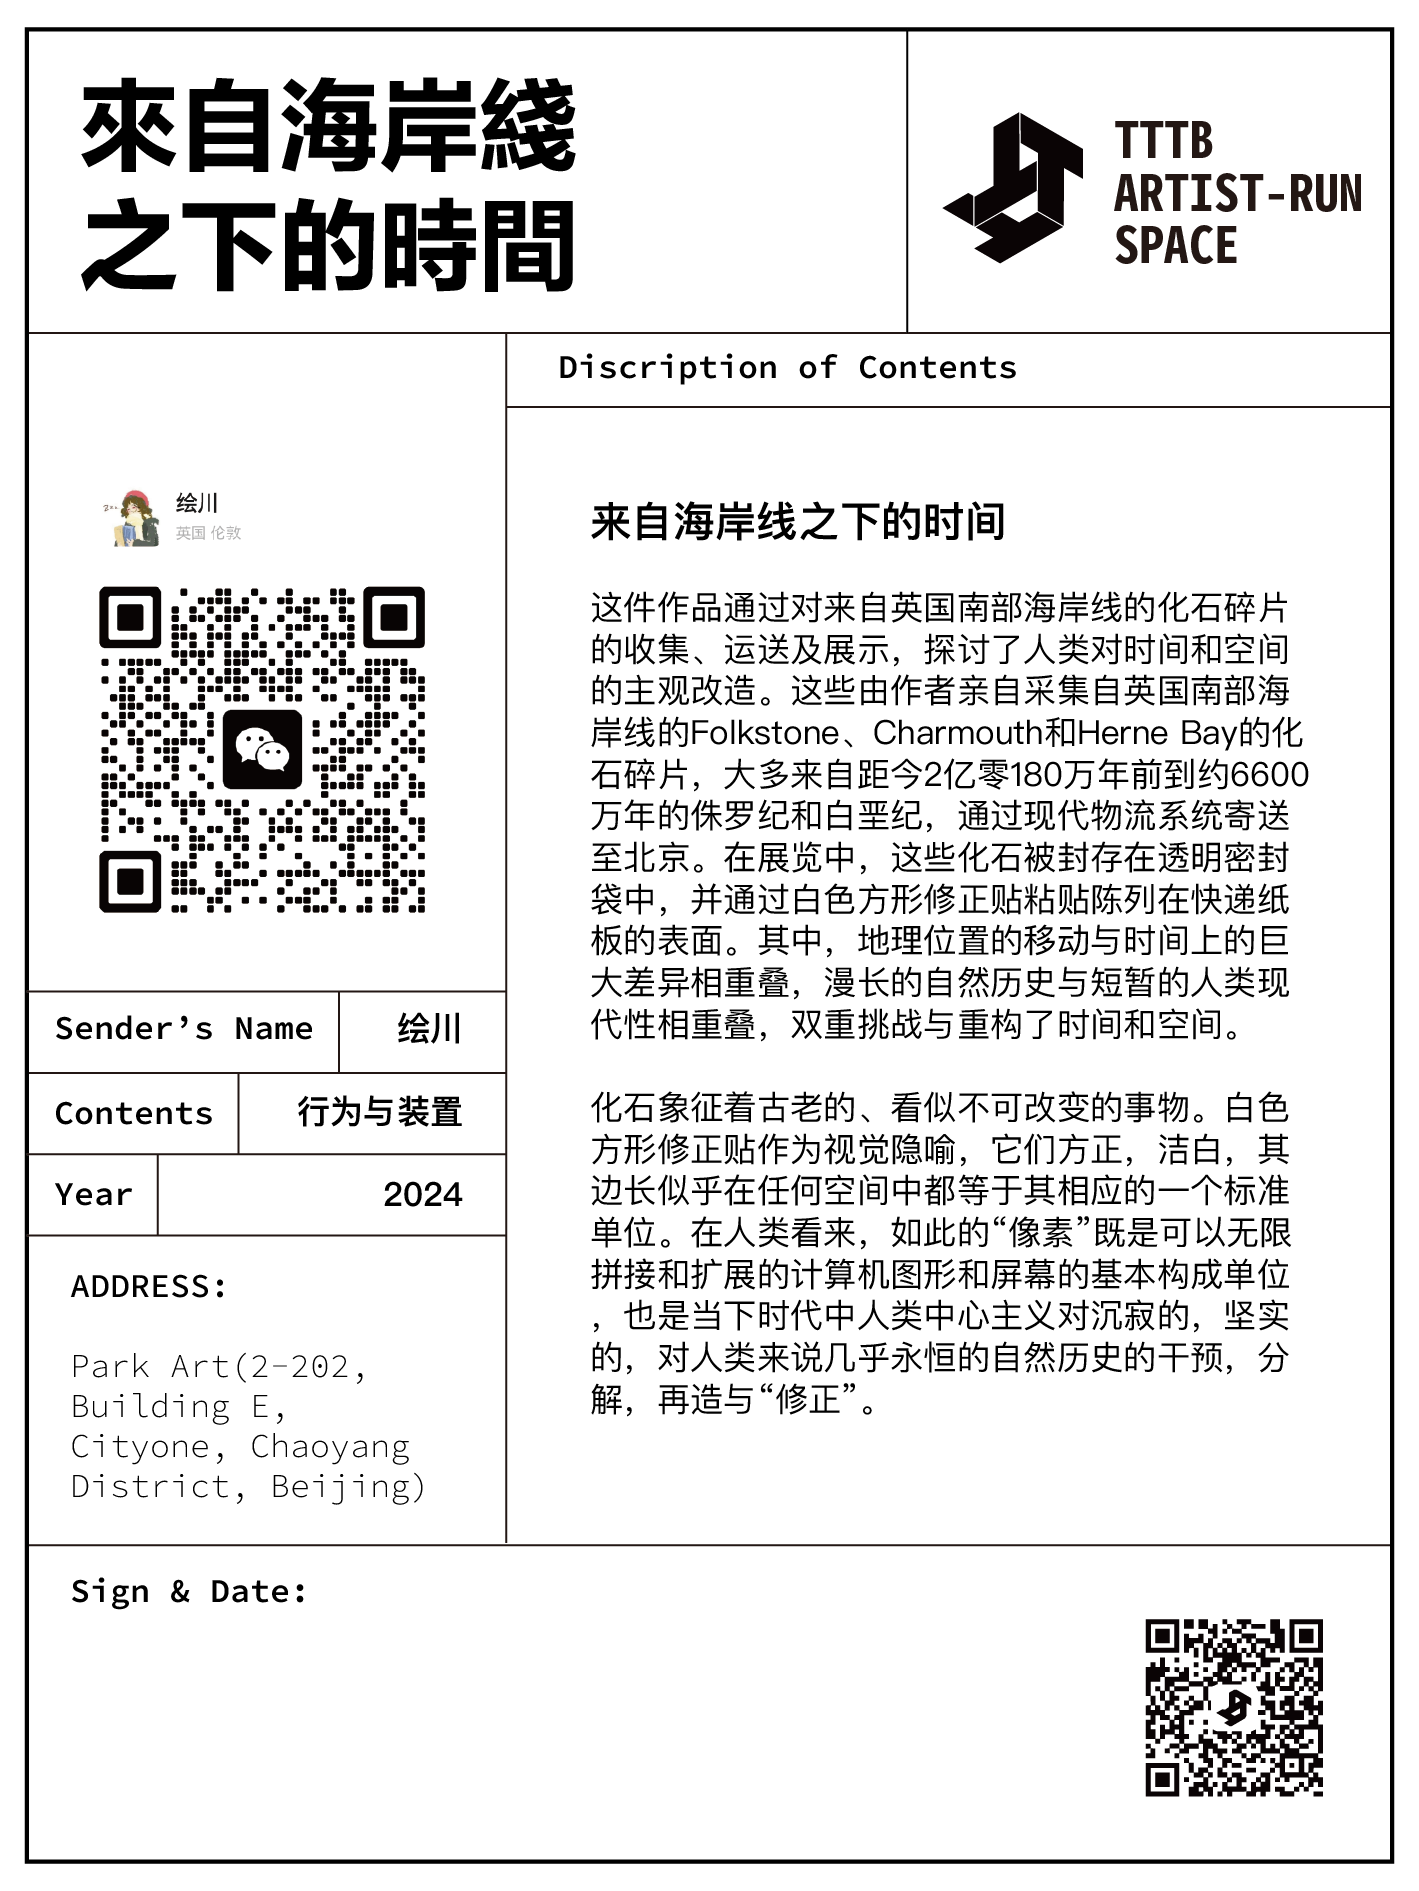 來自海岸綫
之下的時間
TTTB
ARTIST-RUN
SPACE
Discription of Contents
绘川
英国 伦敦
来自海岸线之下的时间
这件作品通过对来自英国南部海岸线的化石碎片
的收集、运送及展示，探讨了人类对时间和空间
的主观改造。这些由作者亲自采集自英国南部海
岸线的Folkstone、Charmouth和Herne Bay的化
石碎片，大多来自距今2亿零180万年前到约6600
万年的侏罗纪和白垩纪，通过现代物流系统寄送
至北京。在展览中，这些化石被封存在透明密封
袋中，并通过白色方形修正贴粘贴陈列在快递纸
板的表面。其中，地理位置的移动与时间上的巨
大差异相重叠，漫长的自然历史与短暂的人类现
代性相重叠，双重挑战与重构了时间和空间。
化石象征着古老的、看似不可改变的事物。白色
方形修正贴作为视觉隐喻，它们方正，洁白，其
边长似乎在任何空间中都等于其相应的一个标准
单位。在人类看来，如此的“像素”既是可以无限
拼接和扩展的计算机图形和屏幕的基本构成单位
，也是当下时代中人类中心主义对沉寂的，坚实
的，对人类来说几乎永恒的自然历史的干预，分
解，再造与“修正”。
Sender’s Name
绘川
Contents
行为与装置
Year
2024
ADDRESS:
Park Art(2-202,
Building E,
Cityone, Chaoyang
District, Beijing)
Sign & Date: